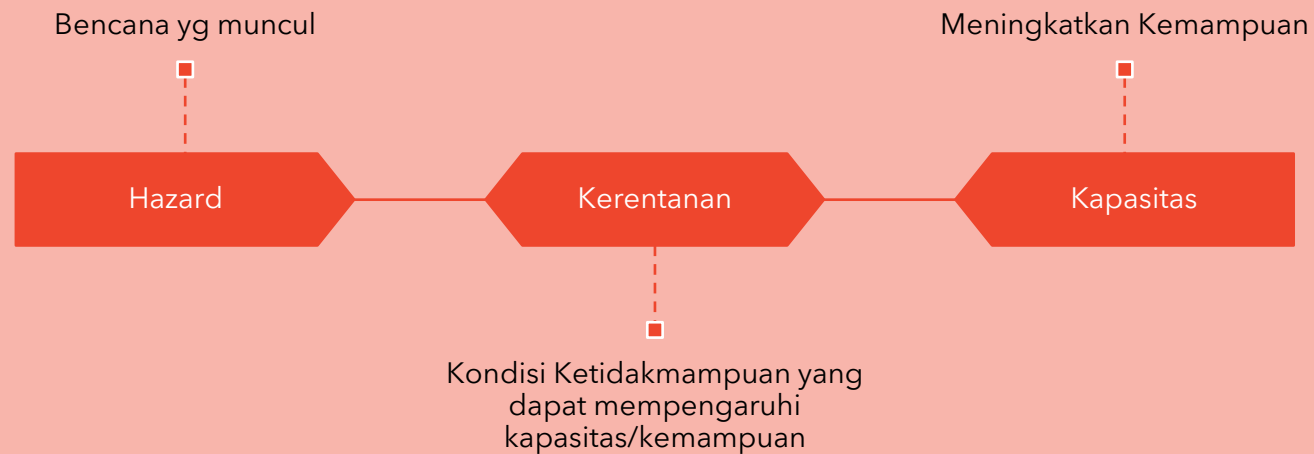 Bencana yg muncul
Meningkatkan Kemampuan
Hazard
Kerentanan
Kapasitas
Kondisi Ketidakmampuan yang
dapat mempengaruhi
kapasitas/kemampuan